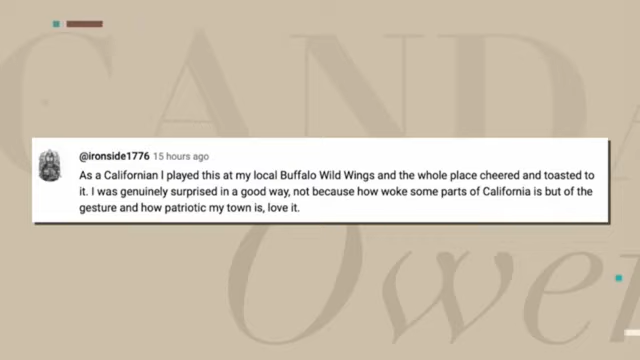 CANDA
@ironside1776 15 hours ago
As a Californian I played this at my local Buffalo Wild Wings and the whole place cheered and toasted to
it. I was genuinely surprised in a good way, not because how woke some parts of California is but of the
gesture and how patriotic my town is, love it.
Owen